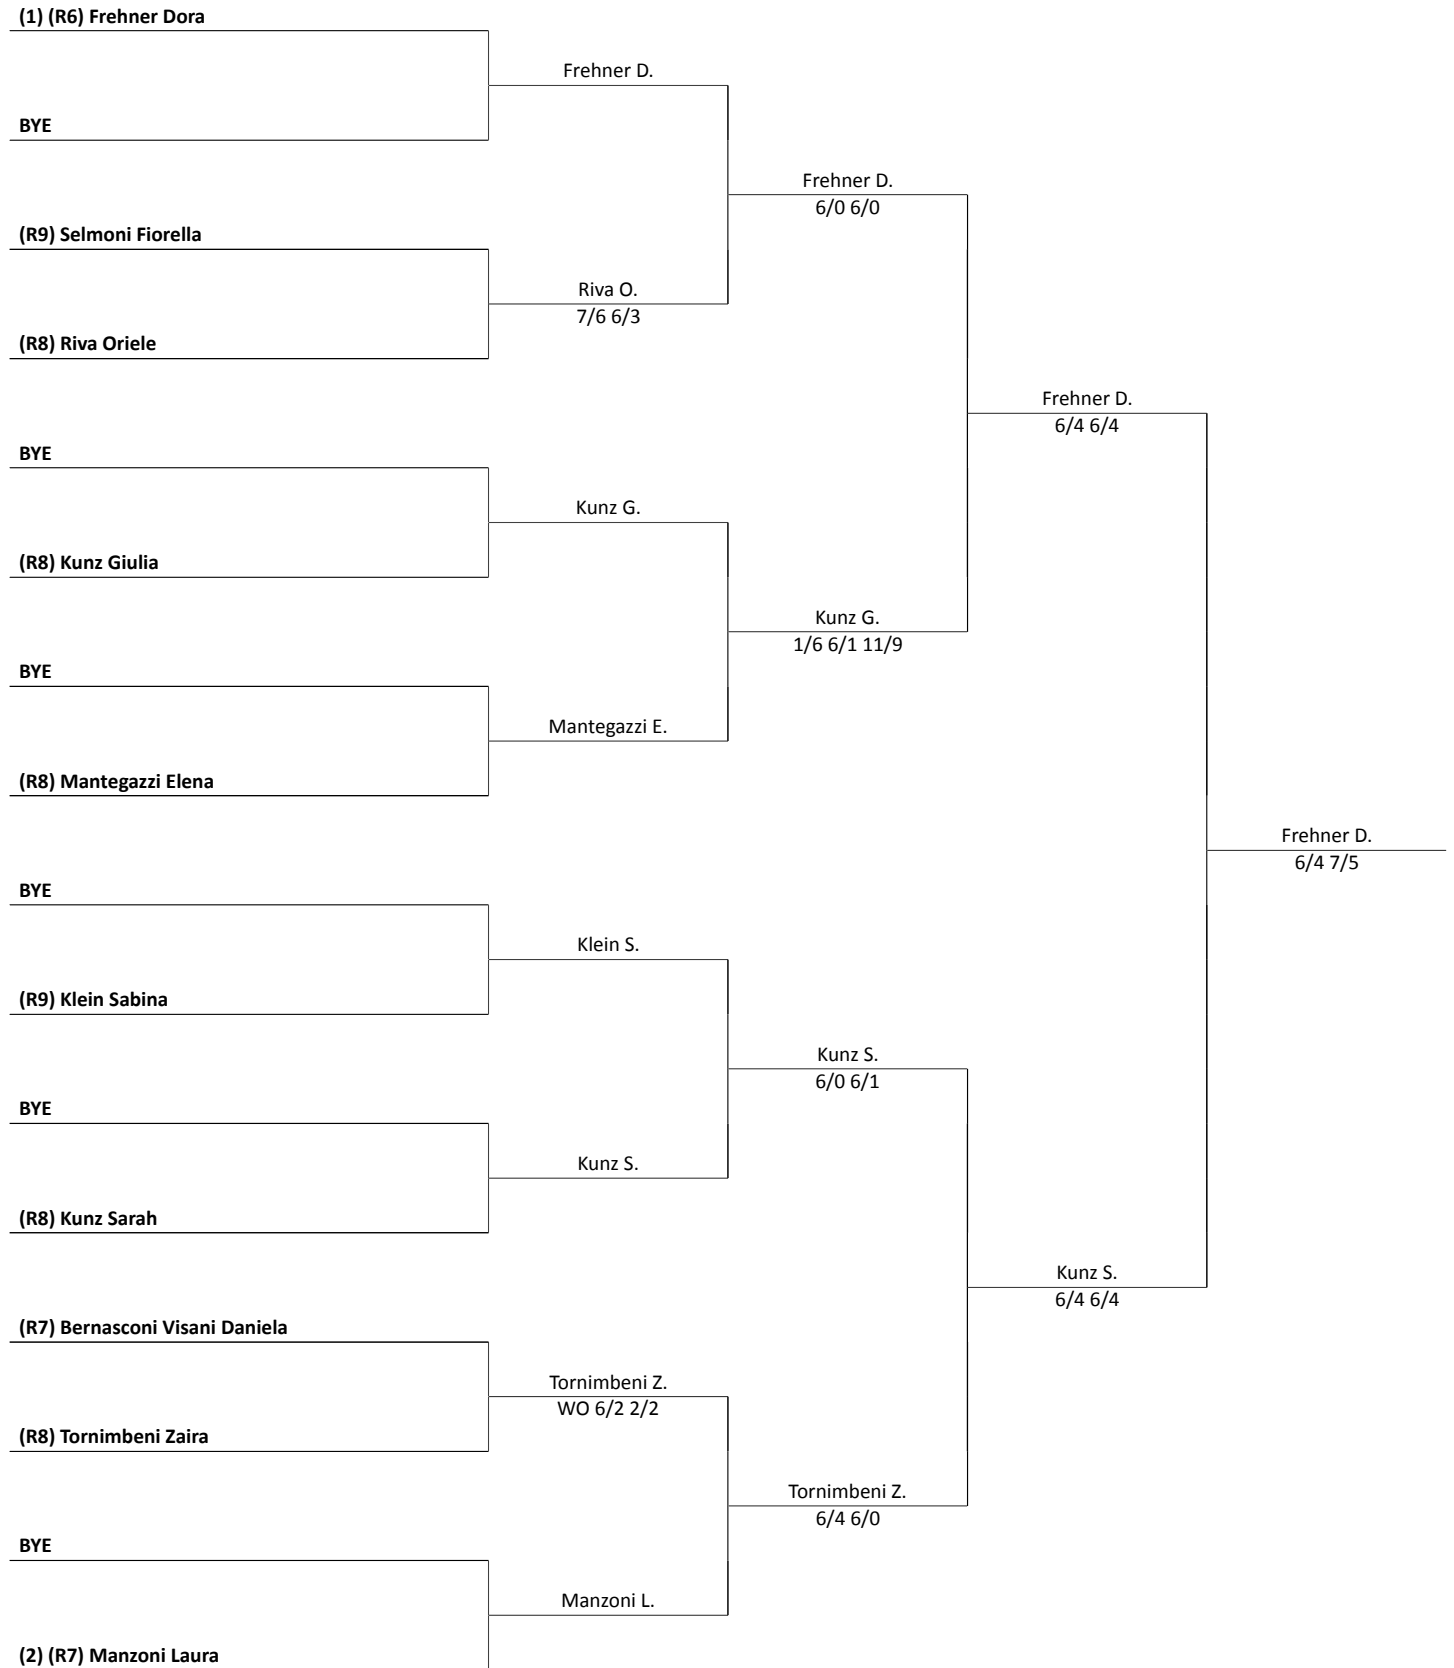 (1) (R6) Frehner Dora
Frehner D.
BYE
Frehner D.
6/0 6/0
(R9) Selmoni Fiorella
Riva O.
7/6 6/3
(R8) Riva Oriele
Frehner D.
6/4 6/4
BYE
Kunz G.
(R8) Kunz Giulia
Kunz G.
1/6 6/1 11/9
BYE
Mantegazzi E.
(R8) Mantegazzi Elena
Frehner D.
6/4 7/5
BYE
Klein S.
(R9) Klein Sabina
Kunz S.
6/0 6/1
BYE
Kunz S.
(R8) Kunz Sarah
Kunz S.
6/4 6/4
(R7) Bernasconi Visani Daniela
Tornimbeni Z.
WO 6/2 2/2
(R8) Tornimbeni Zaira
Tornimbeni Z.
6/4 6/0
BYE
Manzoni L.
(2) (R7) Manzoni Laura